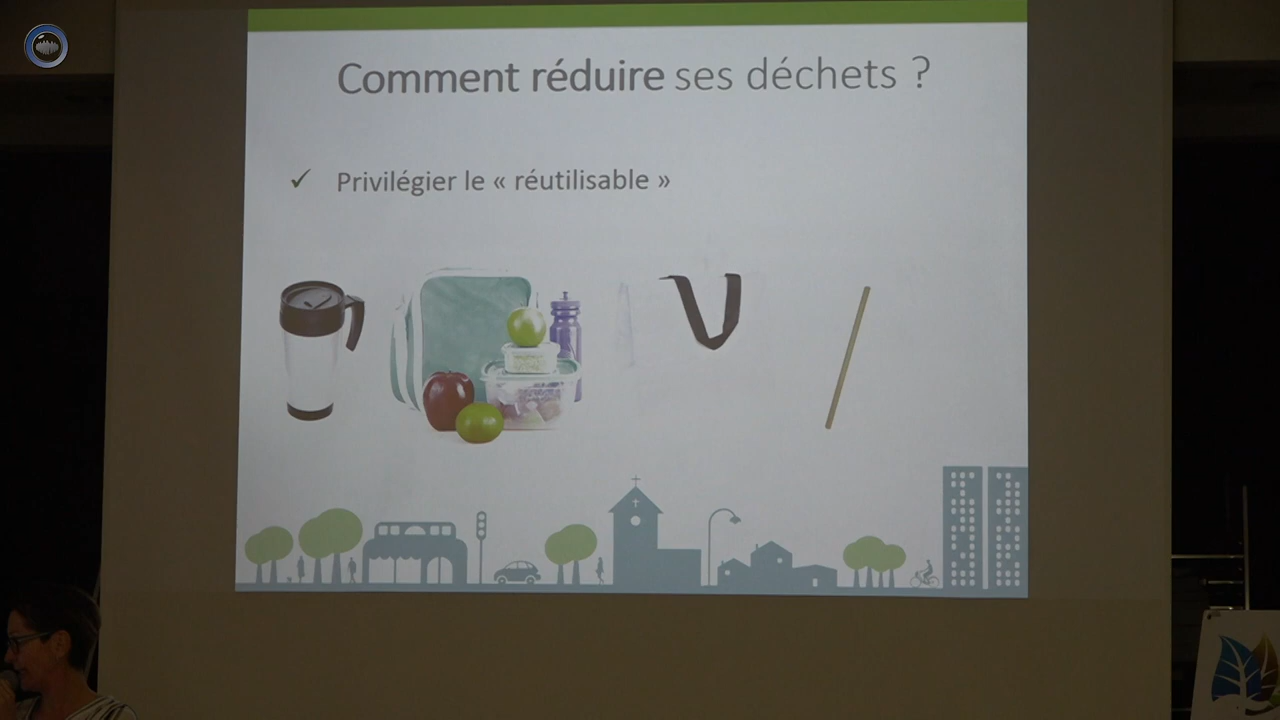 Comment réduire ses déchets ?
✓ Privilégier le « réutilisable »